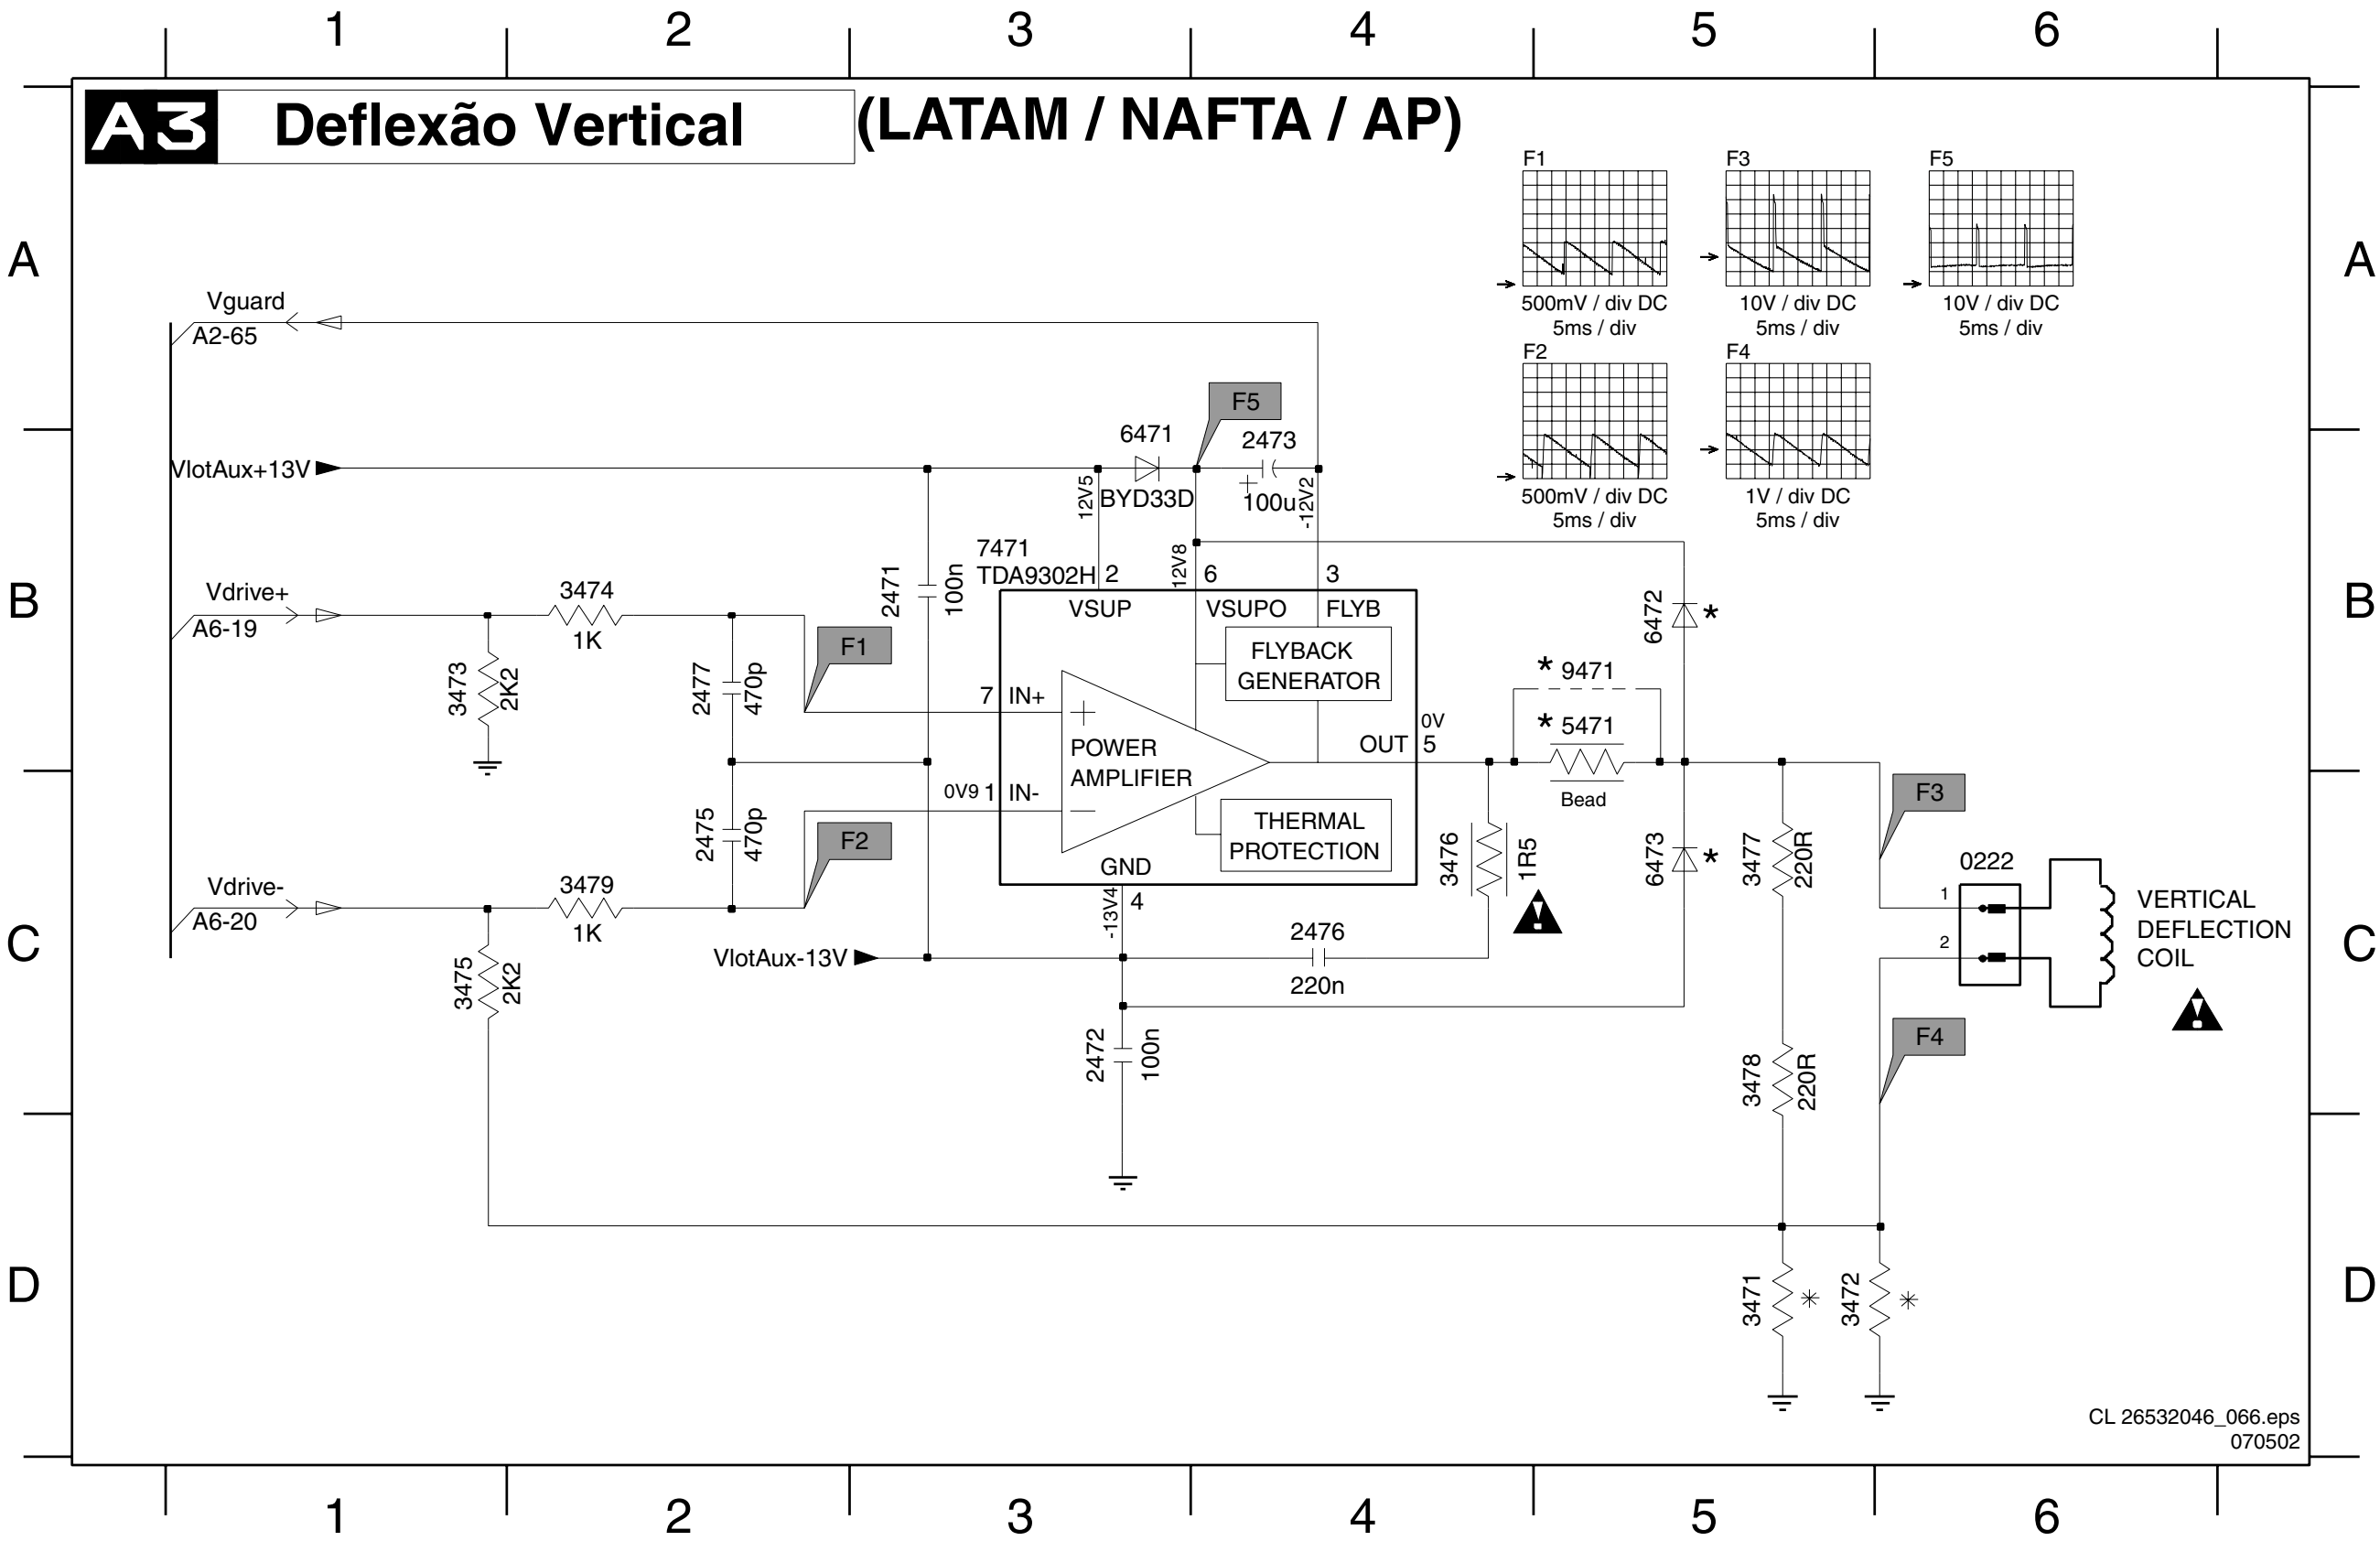 1 2 3 4 5 6
A3 Deflexão Vertical (LATAM / NAFTA / AP)
F1 F3 F5
A A
500mV / div DC 10V / div DC 10V / div DC
5ms / div 5ms / div 5ms / div
Vguard
A2-65
F2 F4
500mV / div DC 1V / div DC
5ms / div 5ms / div
F5
6471 2473
VlotAux+13V
12V5 BYD33D + 100u -12V2
7471
TDA9302H 2 12V8 6 3
B B
VSUP VSUPO FLYB
2471 100n
Vdrive+
A6-19
3474
1K
F1
3473 2K2
2477 470p
FLYBACK
GENERATOR
6472 *
* 9471
7 IN+
* 5471
0V
OUT 5
POWER
AMPLIFIER
Bead
0V9 1 IN-
F3
2475 470p
F2
THERMAL
PROTECTION
GND
3476 1R5
6473 *
3477 220R
0222
1
2
VERTICAL
DEFLECTION
COIL
Vdrive-
A6-20
3479
1K
-13V4 4
C C
VlotAux-13V
2476
220n
3475 2K2
2472 100n
3478 220R
F4
D D
3471 *
3472 *
CL 26532046_066.eps
070502
1 2 3 4 5 6